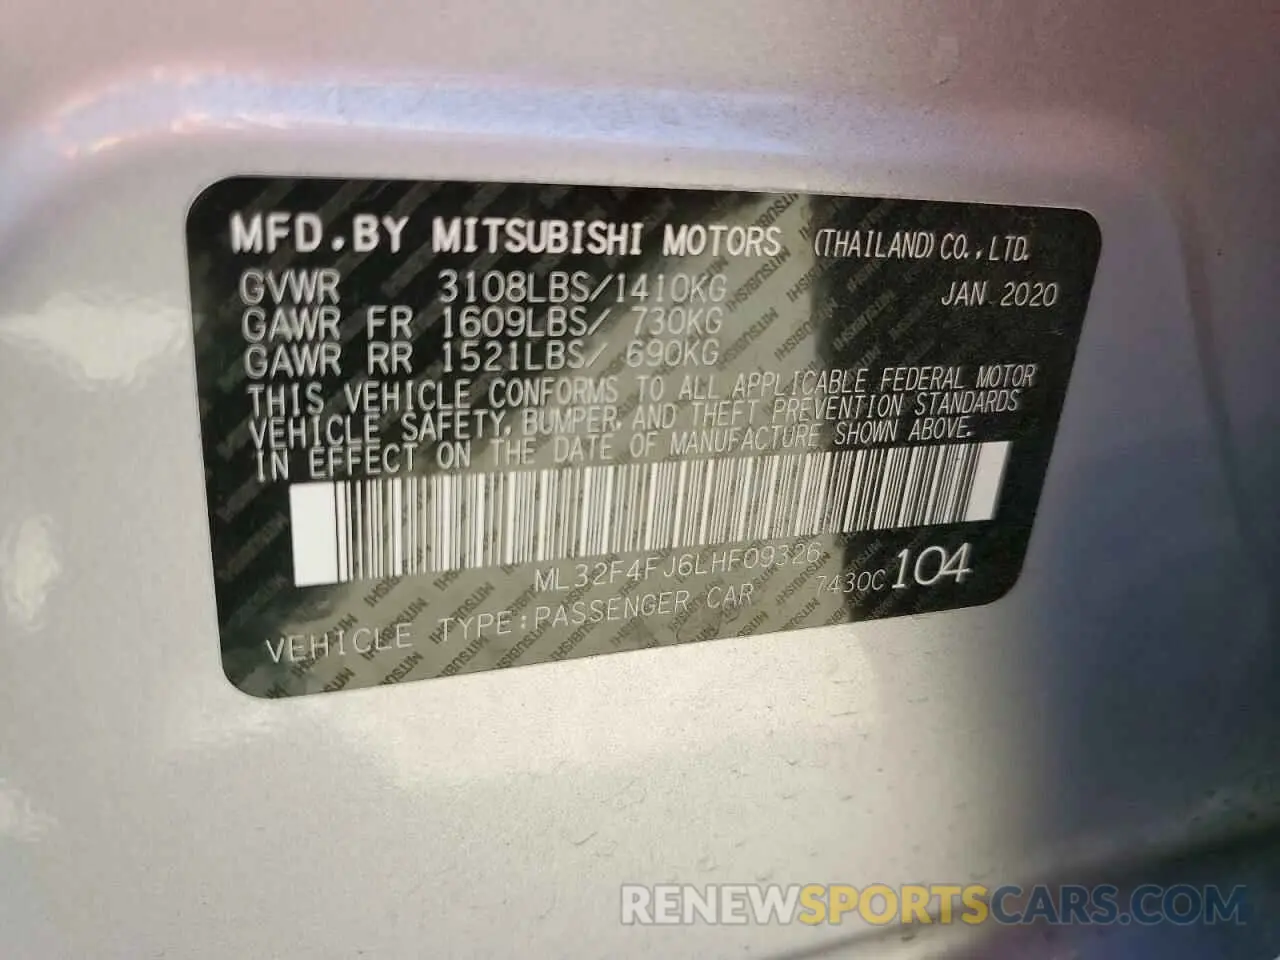 MFD.BY MITSUBISHI MOTORS (THAILAND) CO.,LTD.
GVWR 3108LBS/1410KG JAN 2020
GAWR FR 1609LBS/ 730KG
GAWR RR 1521LBS/ 690KG
THIS VEHICLE CONFORMS TO ALL APPLICABLE FEDERAL MOTOR
VEHICLE SAFETY, BUMPER, AND THEFT PREVENTION STANDARDS
IN EFFECT ON THE DATE OF MANUFACTURE SHOWN ABOVE.
ML32F4FJ6LHF09326
VEHICLE TYPE:PASSENGER CAR 7430C 104
RENEWSPORTSCARS.COM